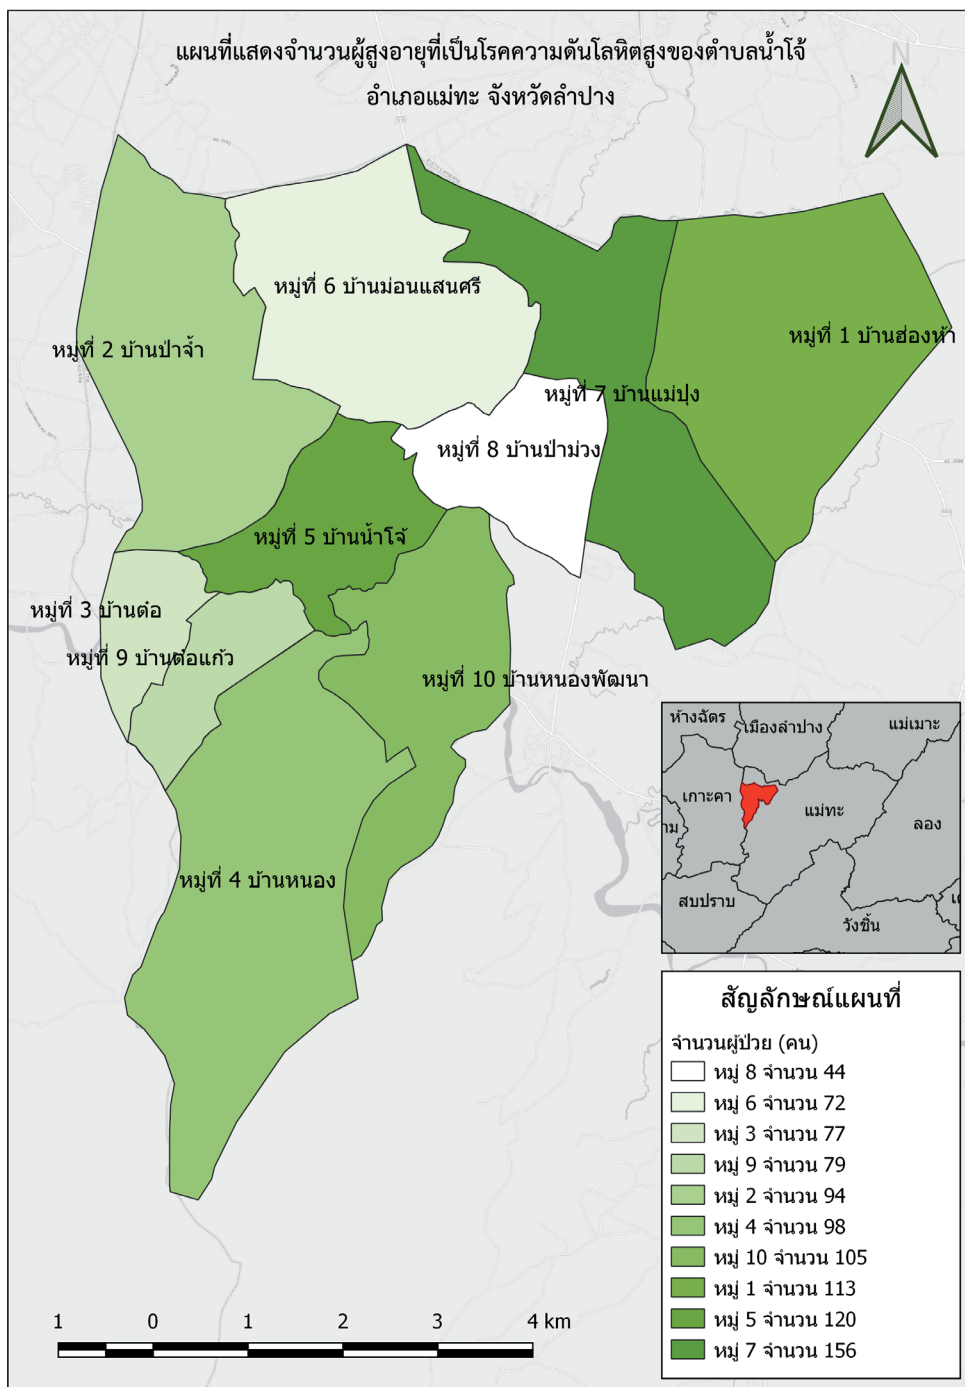 แผนที่แสดงจำนวนผู้สูงอายุที่เป็นโรคความดันโลหิตสูงของตำบลน้ำโจ้
อำเภอแม่ทะ จังหวัดลำปาง
N
หมู่ที่ 6 บ้านม่อนแสนศรี
หมู่ที่ 1 บ้านฮ่องห้า
หมู่ที่ 2 บ้านป่าจ้ำ
หมู่ที่ 7 บ้านแม่ปุง
หมู่ที่ 8 บ้านป่าม่วง
หมู่ที่ 5 บ้านน้ำโจ้
หมู่ที่ 3 บ้านต๋อ
หมู่ที่ 9 บ้านต๋อแก้ว
หมู่ที่ 10 บ้านหนองพัฒนา
หมู่ที่ 4 บ้านหนอง
ห้างฉัตร
เมืองลำปาง
แม่เมาะ
เกาะคา
แม่ทะ
ลอง
าม
สบปราบ
วังชิ้น
เด
สัญลักษณ์แผนที่
จำนวนผู้ป่วย (คน)
หมู่ 8 จำนวน 44
หมู่ 6 จำนวน 72
หมู่ 3 จำนวน 77
หมู่ 9 จำนวน 79
หมู่ 2 จำนวน 94
หมู่ 4 จำนวน 98
หมู่ 10 จำนวน 105
หมู่ 1 จำนวน 113
หมู่ 5 จำนวน 120
หมู่ 7 จำนวน 156
1 0 1 2 3 4 km